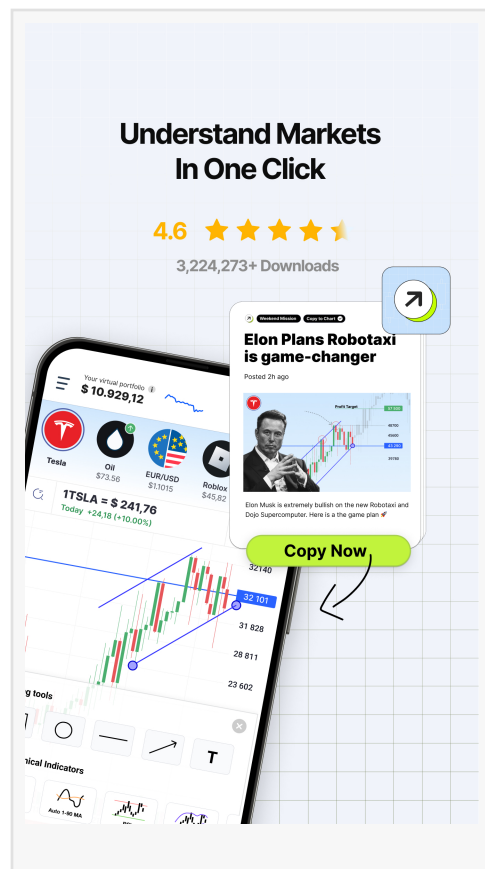 Understand Markets
In One Click
4.6
3,224,273+ Downloads
Weekend Mission
Copy to Chart
Elon Plans Robotaxi
is game-changer
Posted 2h ago
Profit Target
Elon Musk is extremely bullish on the new Robotaxi and
Dojo Supercomputer. Here is a the game plan 🚀
Copy Now
Your virtual portfolio i
$ 10.929,12
Tesla
Oil
$73.56
EUR/USD
$1.1015
Roblox
$45,82
1TSLA = $ 241,76
Today +24,18 (+10,00%)
32140
32 101
31 828
28 811
23 602
g tools
T
nical Indicators
Auto 1-90 MA